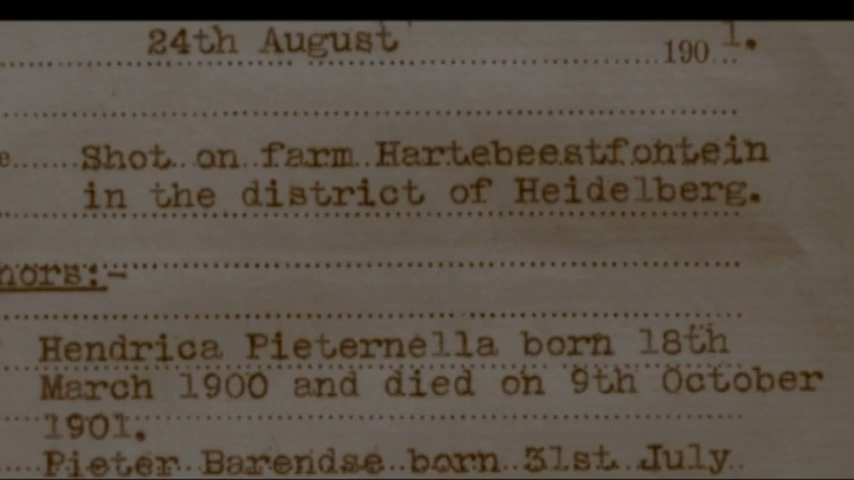 24th August 1901.
e Shot on farm Hartebeestfontein
in the district of Heidelberg.
nors:-
Hendrica Pieternella born 18th
March 1900 and died on 9th October
1901.
Pieter Barendse born 31st July